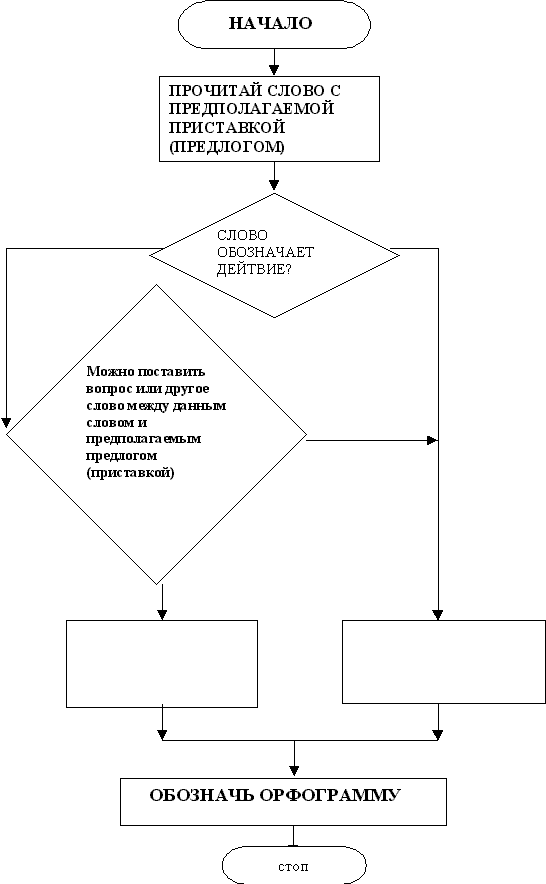 НАЧАЛО
ПРОЧИТАЙ СЛОВО С
ПРЕДПОЛАГАЕМОЙ
ПРИСТАВКОЙ
(ПРЕДЛОГОМ)
СЛОВО
ОБОЗНАЧАЕТ
ДЕЙТВИЕ?
Можно поставить
вопрос или другое
слово между данным
словом и
предполагаемым
предлогом
(приставкой)
ОБОЗНАЧЬ ОРФОГРАММУ
стоп